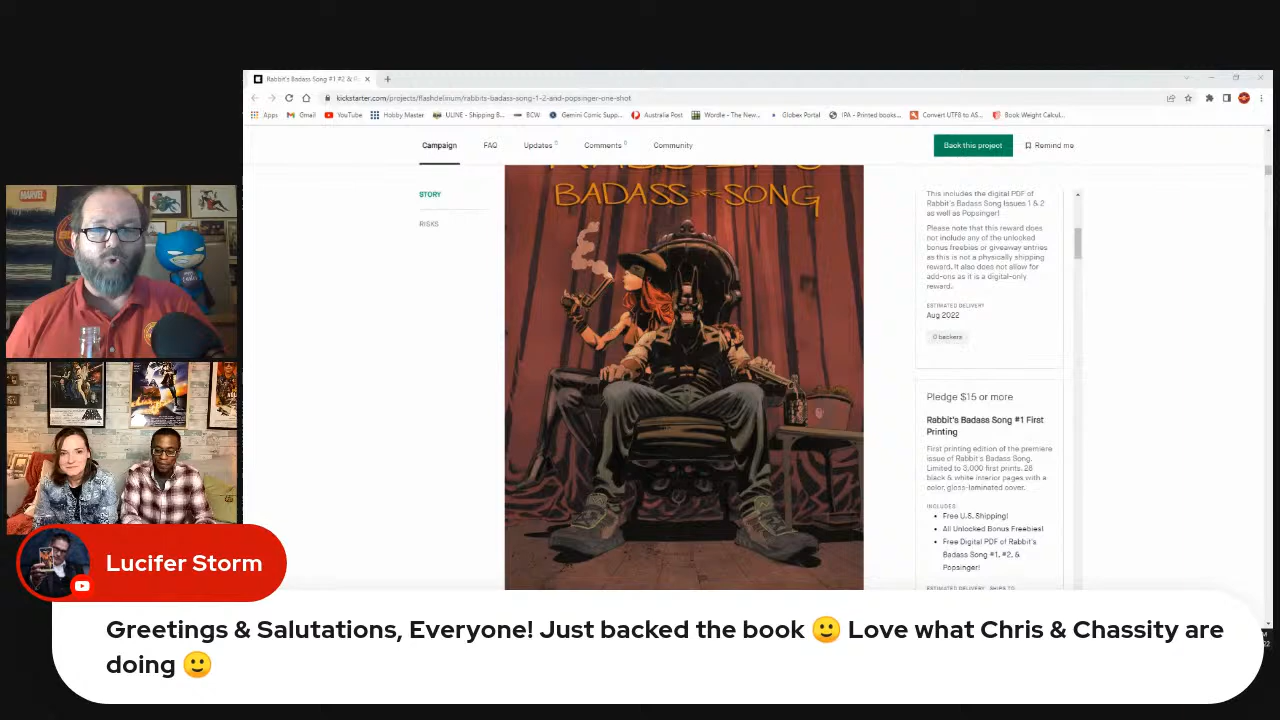 Rabbit's Badass Song #1 #2 & P
kickstarter.com/projects/flashdelirium/rabbits-badass-song-1-2-and-popsinger-one-shot
Apps Gmail YouTube Hobby Master ULINE - Shipping B... BCW Gemini Comic Supp... Australia Post Wordle - The New... Globex Portal IPA - Printed books... Convert UTF8 to AS... Book Weight Calcul...
Campaign FAQ Updates 5 Comments 6 Community Back this project Remind me
STORY
RISKS
MARVEL
BADASS SONG
This includes the digital PDF of
Rabbit's Badass Song Issues 1 & 2
as well as Popsinger!
Please note that this reward does
not include any of the unlocked
bonus freebies or giveaway entries
as this is not a physically shipping
reward. It also does not allow for
add-ons as it is a digital-only
reward.
ESTIMATED DELIVERY
Aug 2022
0 backers
Pledge $15 or more
Rabbit's Badass Song #1 First
Printing
First printing edition of the premiere
issue of Rabbit's Badass Song.
Limited to 3,000 first prints. 28
black & white interior pages with a
color, gloss-laminated cover.
INCLUDES
Free U.S. Shipping!
All Unlocked Bonus Freebies!
Free Digital PDF of Rabbit's
Badass Song #1, #2, &
Popsinger!
ESTIMATED DELIVERY SHIPS TO
Lucifer Storm
Greetings & Salutations, Everyone! Just backed the book 🙂 Love what Chris & Chassity are
doing 🙂